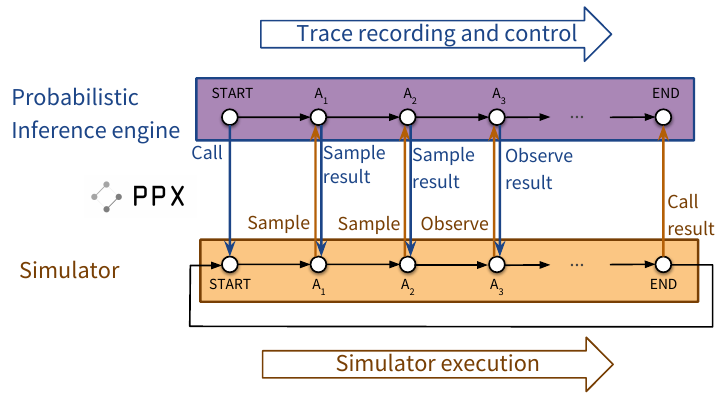 Trace recording and control
Probabilistic
Inference engine
START A1 A2 A3 ... END
Call
Sample
result
Sample
result
Observe
result
PPX
Sample
Sample
Observe
Call
result
Simulator
START A1 A2 A3 ... END
Simulator execution